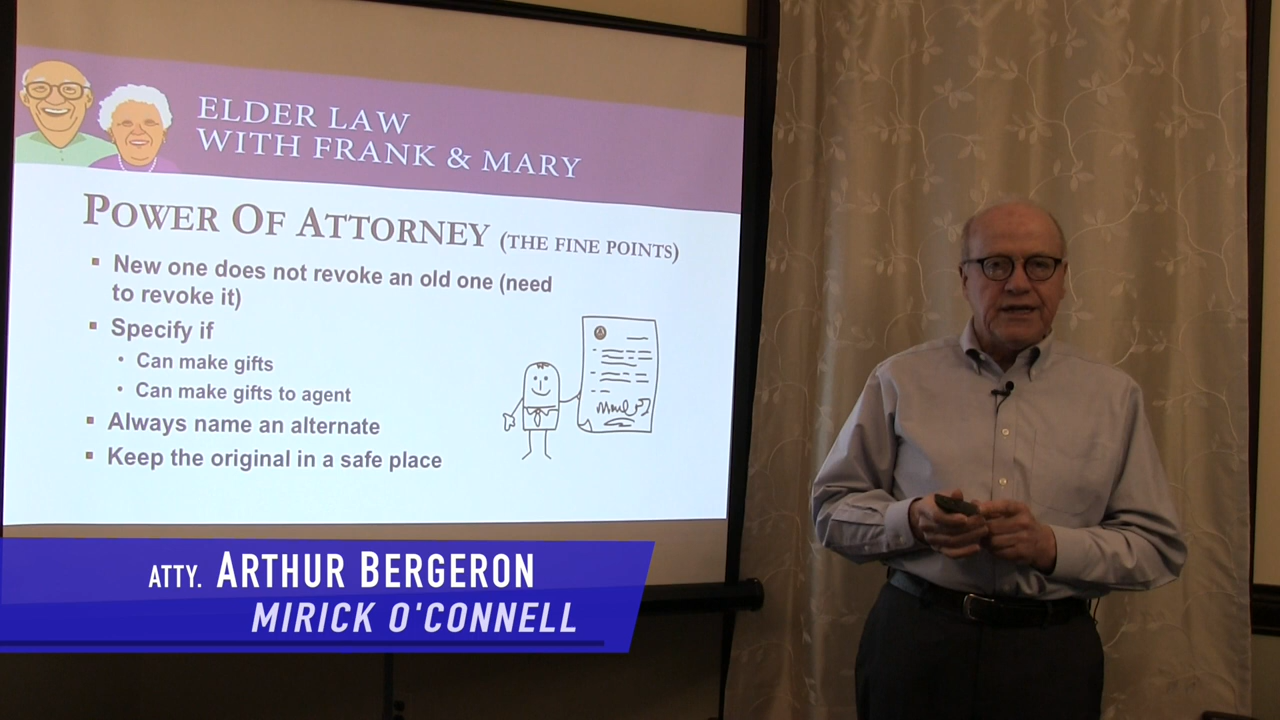 ELDER LAW
WITH FRANK & MARY
POWER OF ATTORNEY (THE FINE POINTS)
New one does not revoke an old one (need
to revoke it)
Specify if
Can make gifts
Can make gifts to agent
Always name an alternate
Keep the original in a safe place
ATTY. ARTHUR BERGERON
MIRICK O'CONNELL